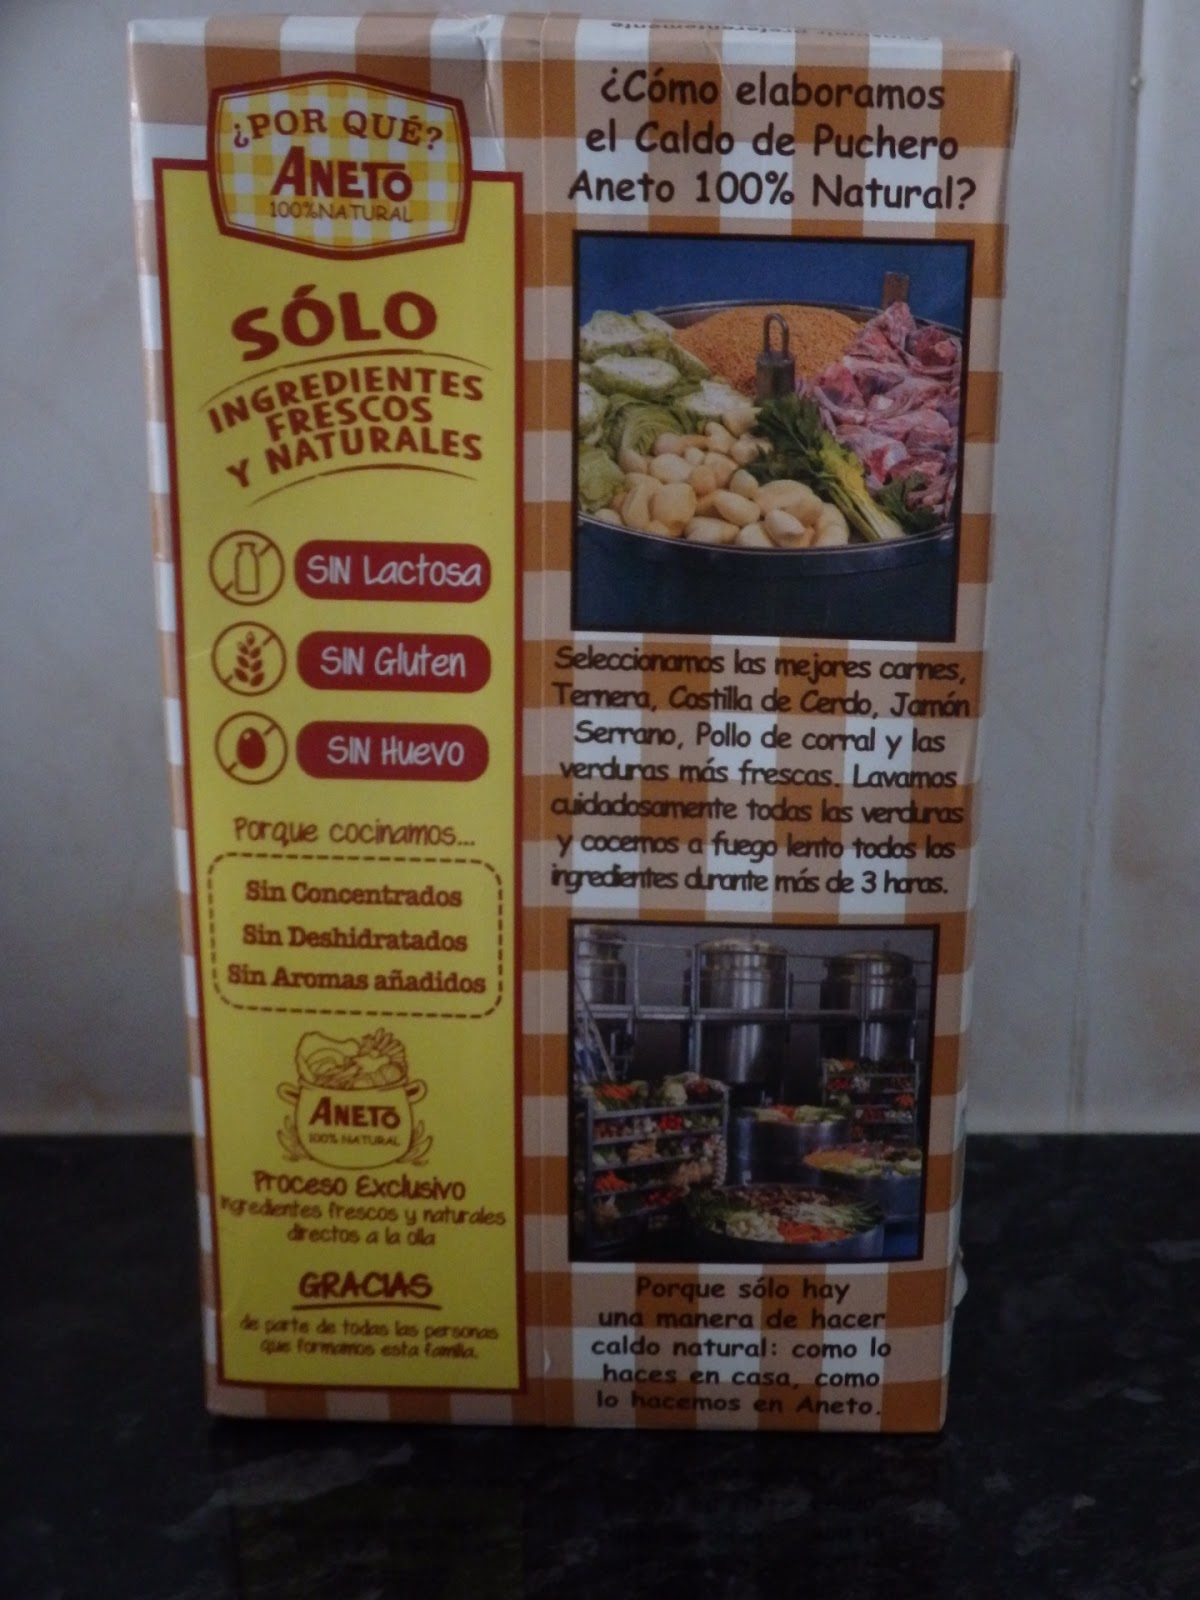 ¿POR QUÉ?
ANETO
100%NATURAL
SÓLO
INGREDIENTES
FRESCOS
Y NATURALES
SIN Lactosa
SIN Gluten
SIN Huevo
Porque cocinamos...
Sin Concentrados
Sin Deshidratados
Sin Aromas añadidos
ANETO
100% NATURAL
Proceso Exclusivo
ingredientes frescos y naturales
directos a la olla
GRACIAS
de parte de todas las personas
que formamos esta familia.
¿Cómo elaboramos
el Caldo de Puchero
Aneto 100% Natural?
Seleccionamos las mejores carnes,
Ternera, Costilla de Cerdo, Jamón
Serrano, Pollo de corral y las
verduras más frescas. Lavamos
cuidadosamente todas las verduras
y cocemos a fuego lento todos los
ingredientes durante más de 3 horas.
Porque sólo hay
una manera de hacer
caldo natural: como lo
haces en casa, como
lo hacemos en Aneto.